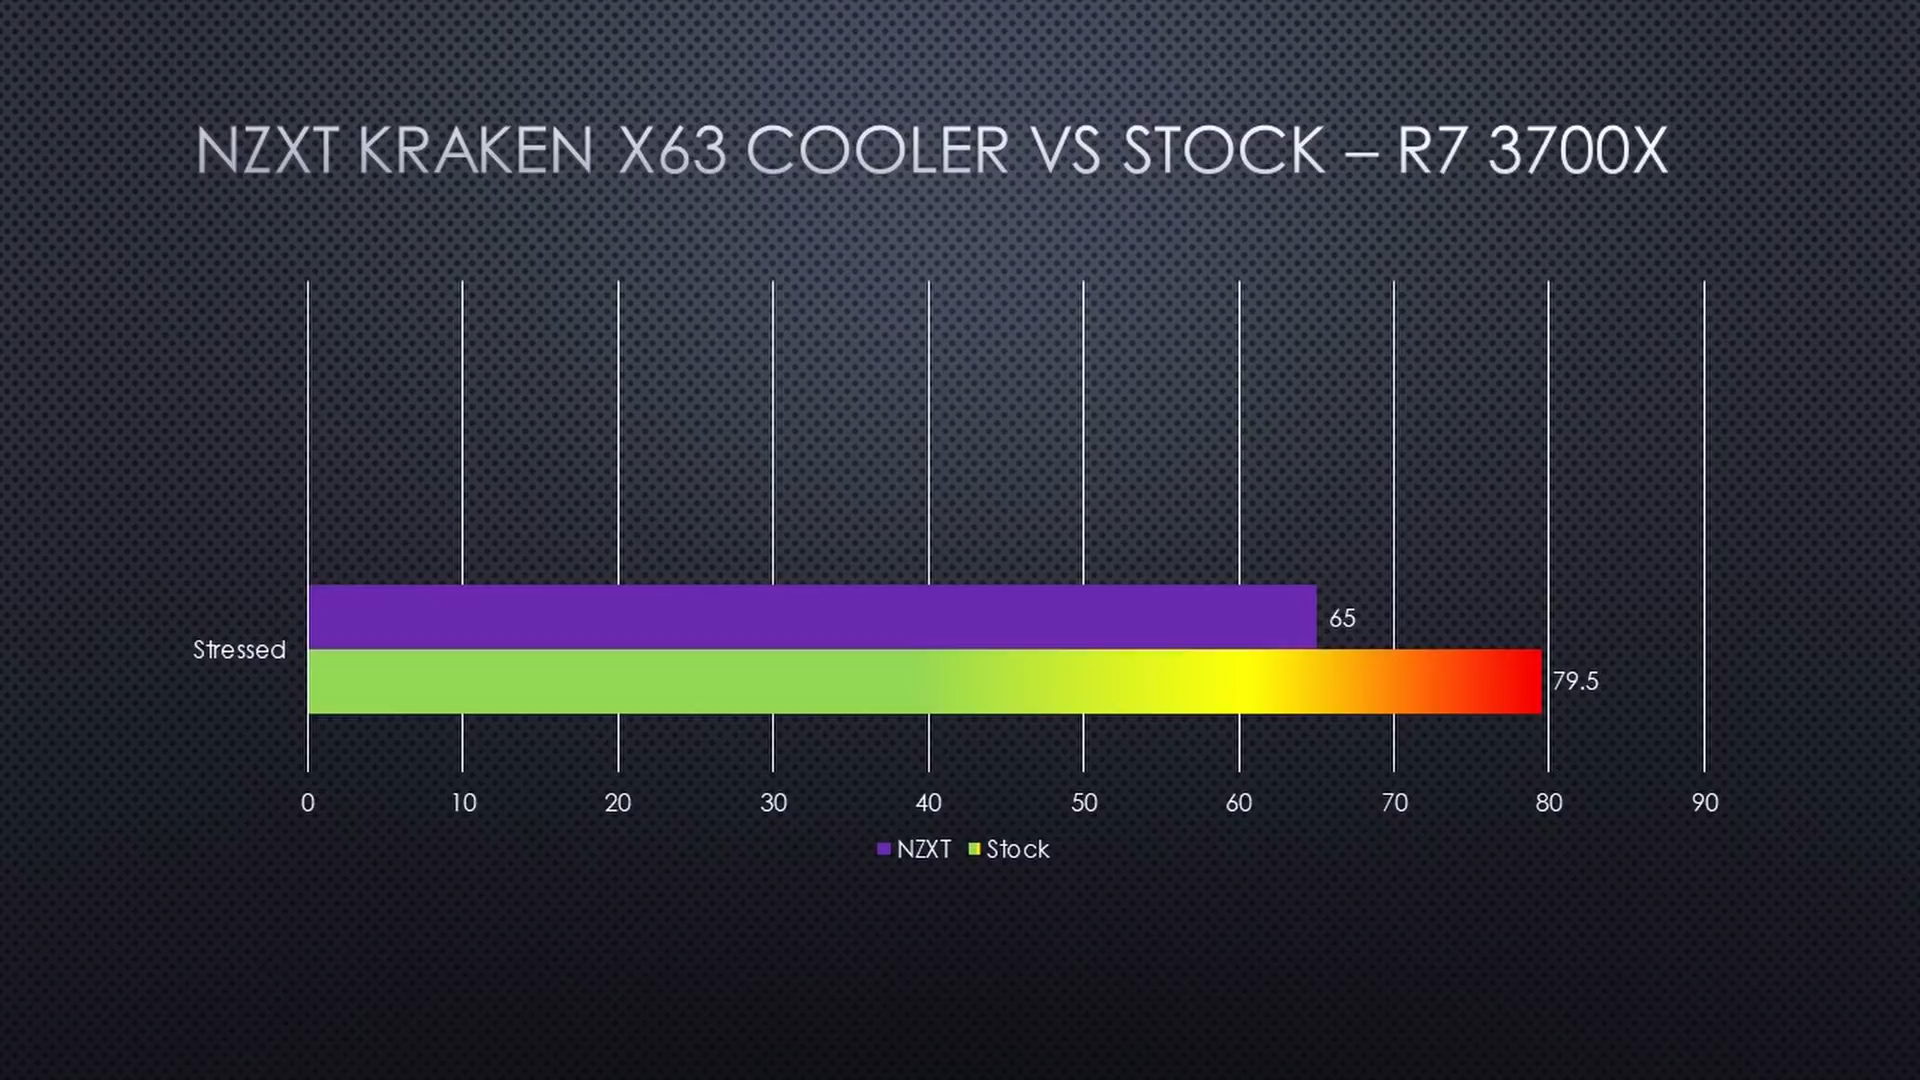 NZXT KRAKEN X63 COOLER VS STOCK – R7 3700X
65
Stressed
79.5
0 10 20 30 40 50 60 70 80 90
NZXT Stock